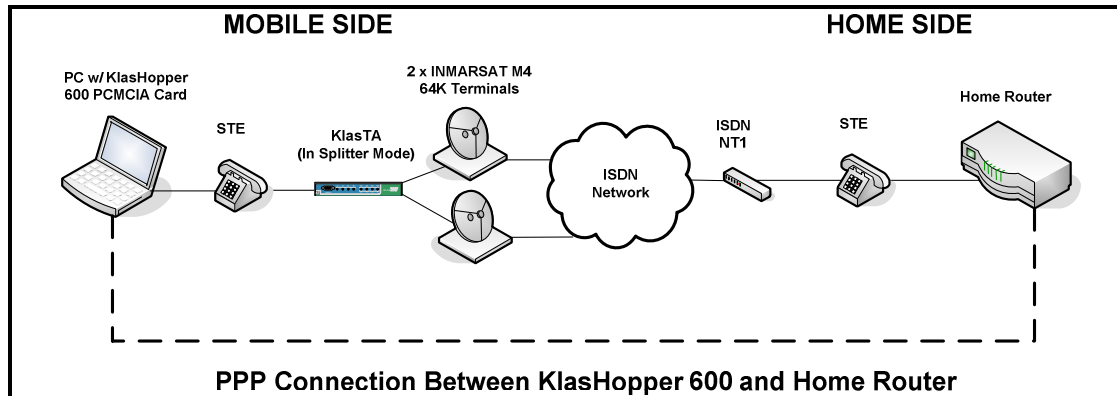 MOBILE SIDE
HOME SIDE
PC w/ KlasHopper
600 PCMCIA Card
STE
KlasTA
(In Splitter Mode)
2 x INMARSAT M4
64K Terminals
ISDN
Network
ISDN
NT1
STE
Home Router
PPP Connection Between KlasHopper 600 and Home Router